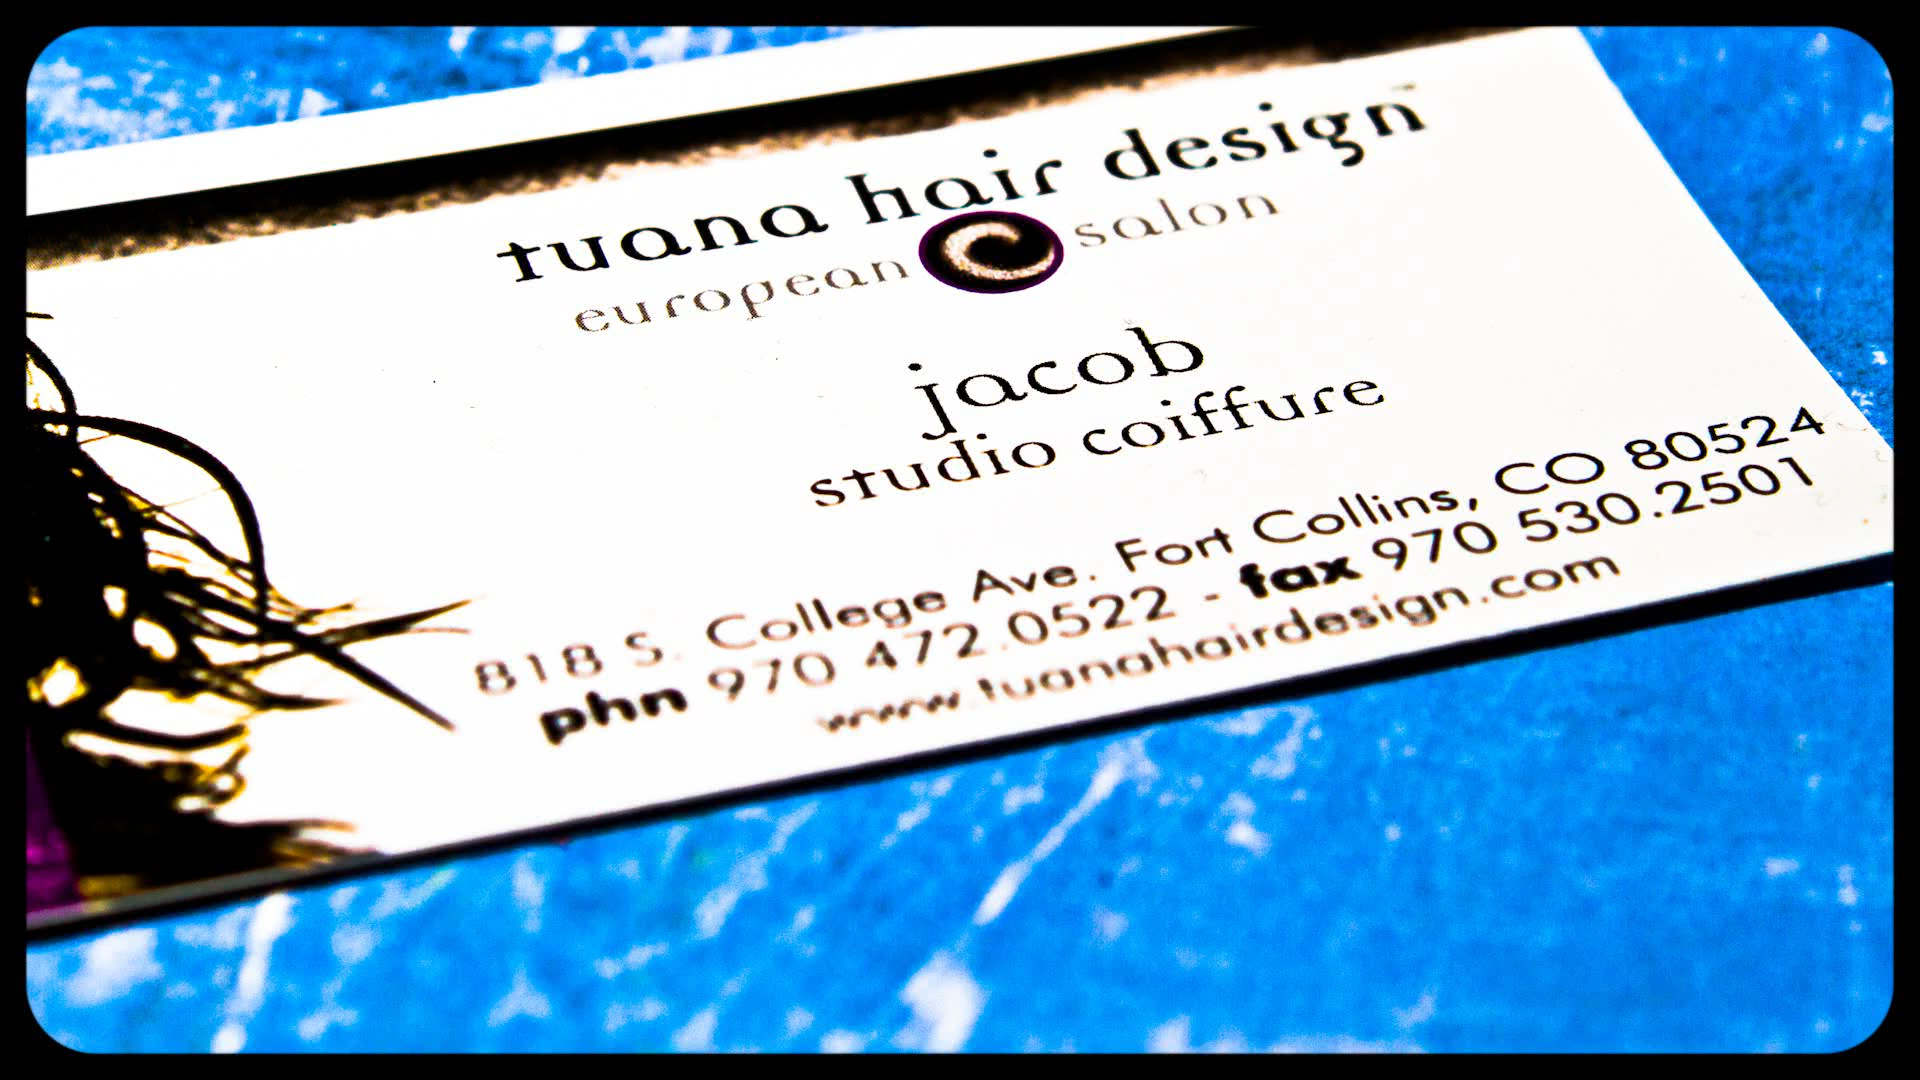 tuana hair design™
european salon
jacob
studio coiffure
818 S. College Ave. Fort Collins, CO 80524
phn 970 472.0522 - fax 970 530.2501
www.tuanahairdesign.com